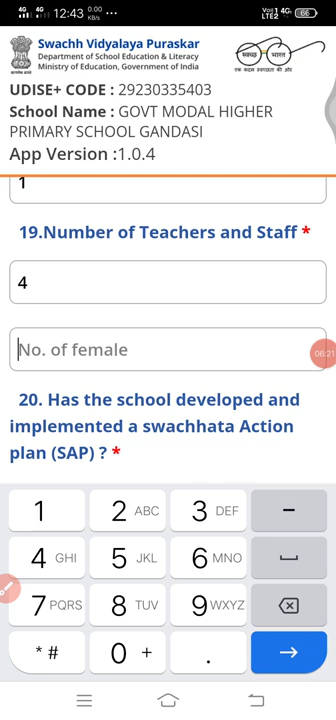 4G 4G 12:43 0.00 KB/s ... Vo) 1 4G LTE2 66
Swachh Vidyalaya Puraskar
Department of School Education & Literacy
Ministry of Education, Government of India
स्वच्छ भारत
एक कदम स्वच्छता की ओर
UDISE+ CODE : 29230335403
School Name : GOVT MODAL HIGHER
PRIMARY SCHOOL GANDASI
App Version :1.0.4
1
19.Number of Teachers and Staff *
4
No. of female
06:21
20. Has the school developed and
implemented a swachhata Action
plan (SAP) ? *
1 2 ABC 3 DEF -
4 GHI 5 JKL 6 MNO
7 PQRS 8 TUV 9 WXYZ
* # 0 + .